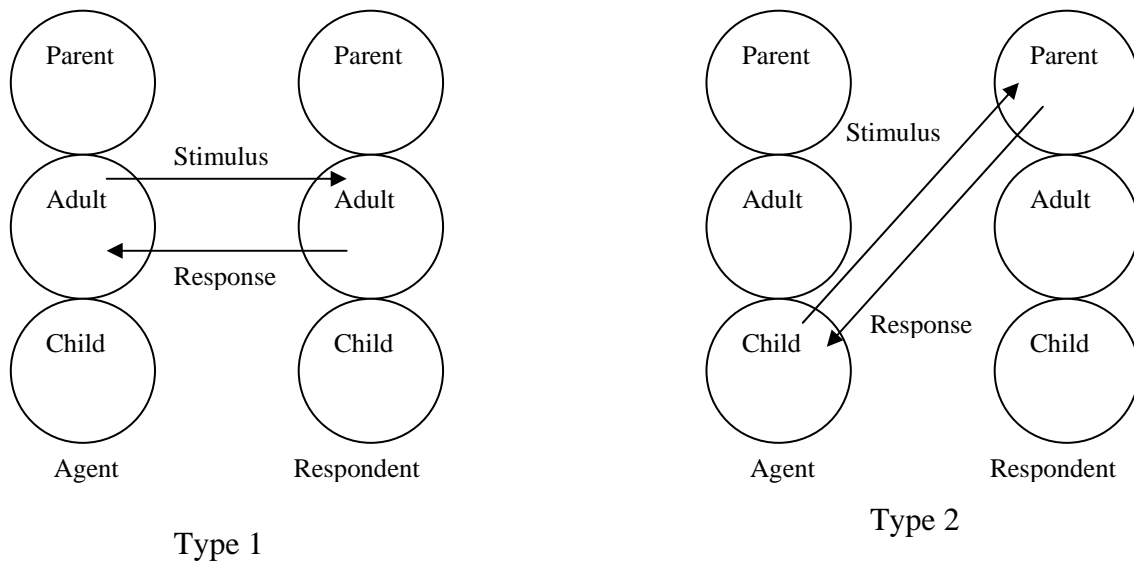 Parent Parent
Stimulus
Adult Adult
Response
Child Child
Agent Respondent
Type 1
Parent Parent
Stimulus
Adult Adult
Response
Child Child
Agent Respondent
Type 2